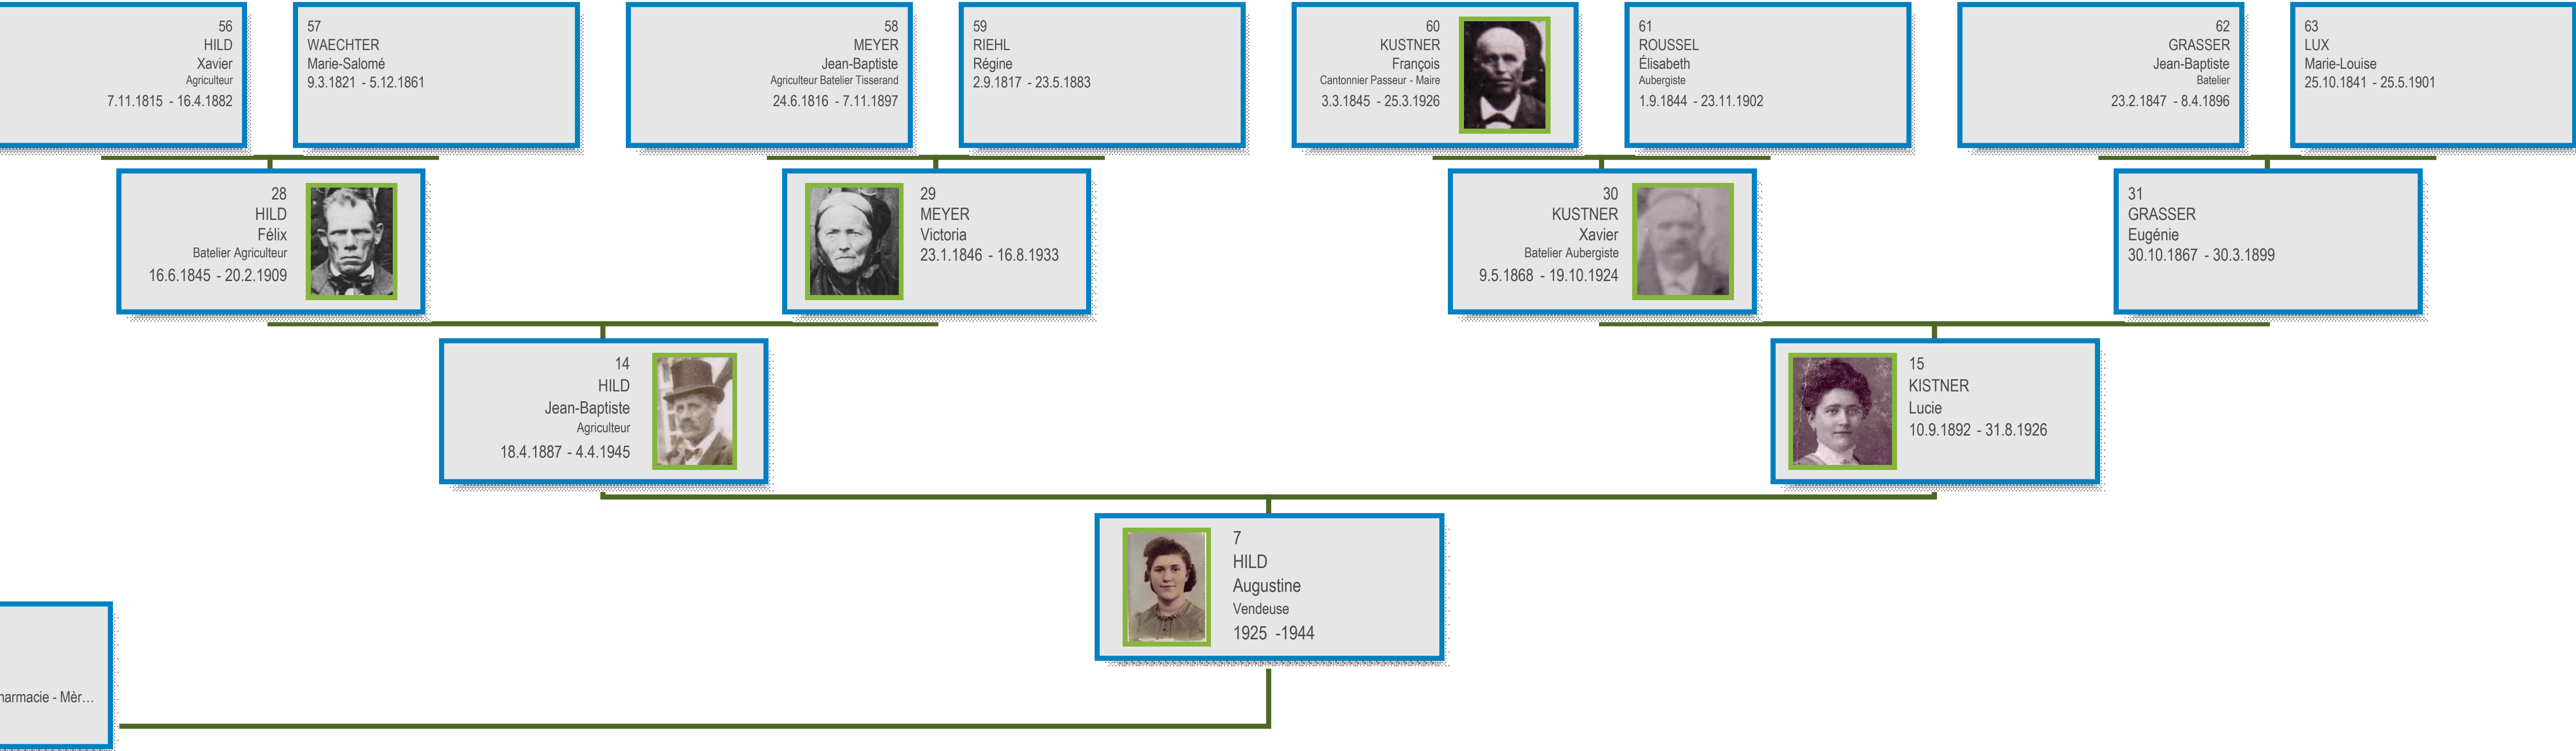 56
HILD
Xavier
Agriculteur
7.11.1815 - 16.4.1882
57
WAECHTER
Marie-Salomé
9.3.1821 - 5.12.1861
58
MEYER
Jean-Baptiste
Agriculteur Batelier Tisserand
24.6.1816 - 7.11.1897
59
RIEHL
Régine
2.9.1817 - 23.5.1883
60
KUSTNER
François
Cantonnier Passeur - Maire
3.3.1845 - 25.3.1926
61
ROUSSEL
Élisabeth
Aubergiste
1.9.1844 - 23.11.1902
62
GRASSER
Jean-Baptiste
Batelier
23.2.1847 - 8.4.1896
63
LUX
Marie-Louise
25.10.1841 - 25.5.1901
28
HILD
Félix
Batelier Agriculteur
16.6.1845 - 20.2.1909
29
MEYER
Victoria
23.1.1846 - 16.8.1933
30
KUSTNER
Xavier
Batelier Aubergiste
9.5.1868 - 19.10.1924
31
GRASSER
Eugénie
30.10.1867 - 30.3.1899
14
HILD
Jean-Baptiste
Agriculteur
18.4.1887 - 4.4.1945
15
KISTNER
Lucie
10.9.1892 - 31.8.1926
7
HILD
Augustine
Vendeuse
1925 -1944
harmacie - Mèr...